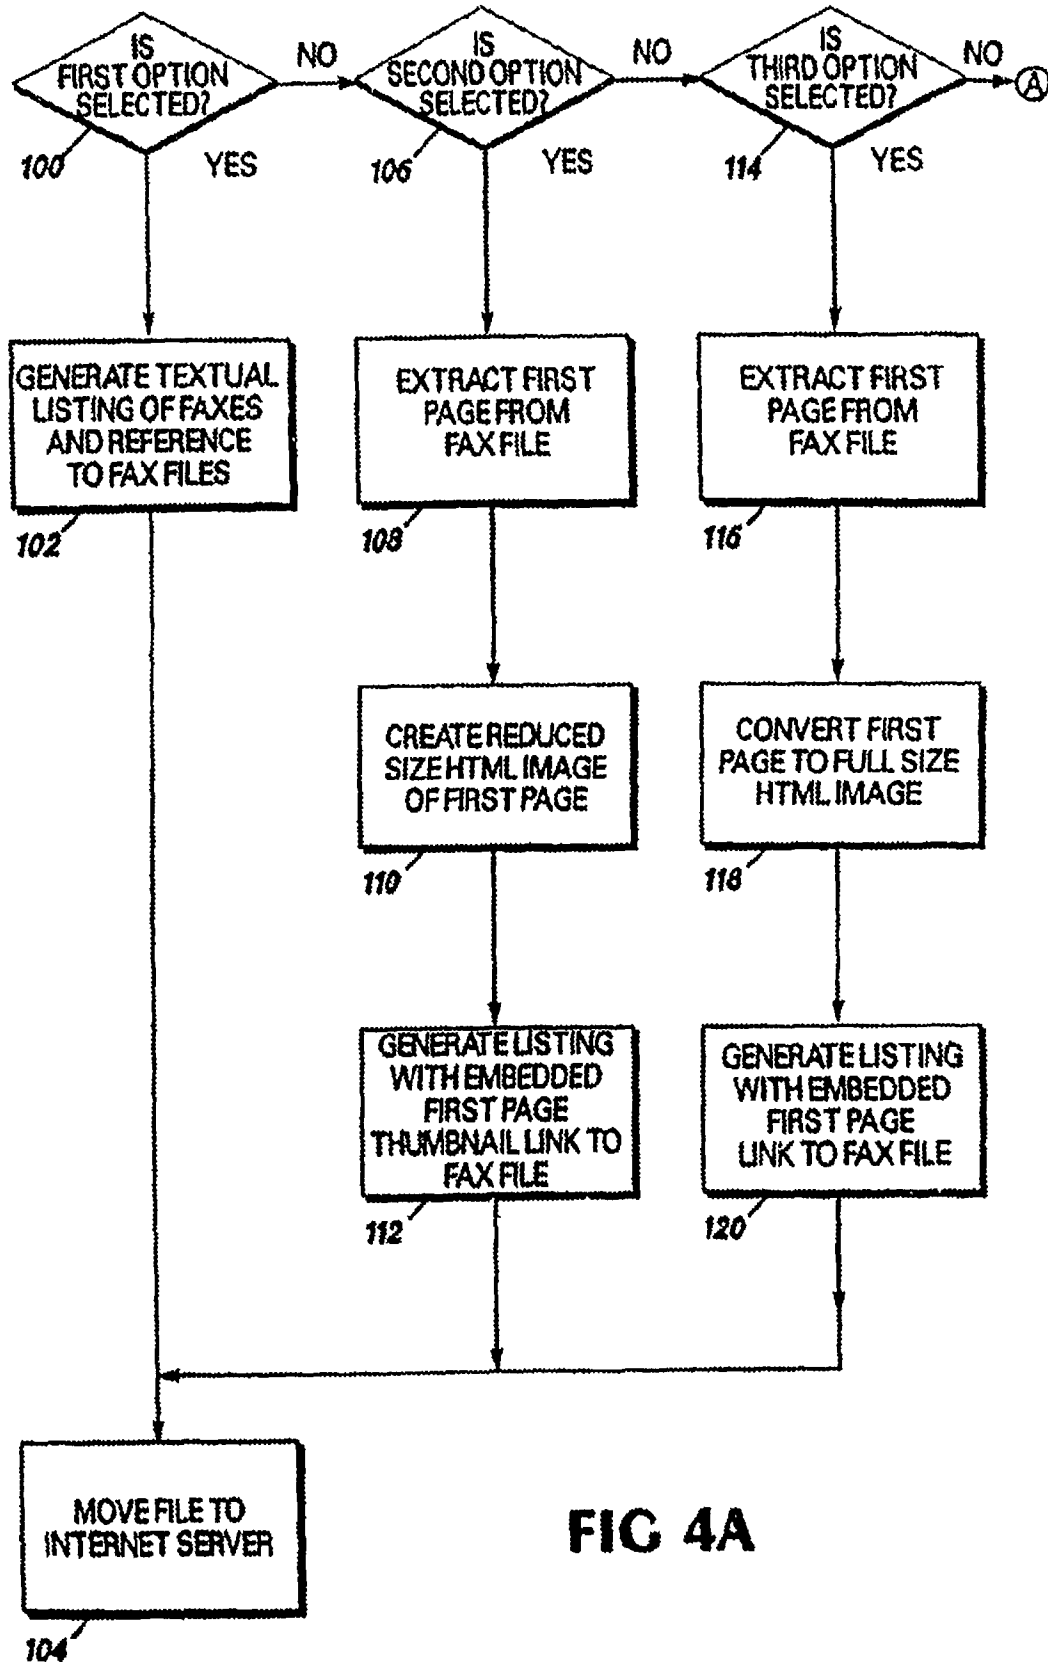 IS
FIRST OPTION
SELECTED?
100
NO
YES
IS
SECOND OPTION
SELECTED?
106
NO
YES
IS
THIRD OPTION
SELECTED?
114
NO
A
YES
GENERATE TEXTUAL
LISTING OF FAXES
AND REFERENCE
TO FAX FILES
102
EXTRACT FIRST
PAGE FROM
FAX FILE
108
EXTRACT FIRST
PAGE FROM
FAX FILE
116
CREATE REDUCED
SIZE HTML IMAGE
OF FIRST PAGE
110
CONVERT FIRST
PAGE TO FULL SIZE
HTML IMAGE
118
GENERATE LISTING
WITH EMBEDDED
FIRST PAGE
THUMBNAIL LINK TO
FAX FILE
112
GENERATE LISTING
WITH EMBEDDED
FIRST PAGE
LINK TO FAX FILE
120
MOVE FILE TO
INTERNET SERVER
104
FIG 4A